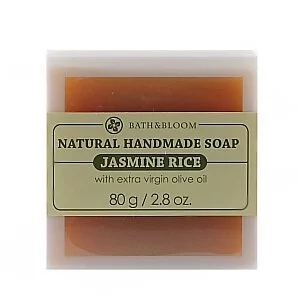 BATH&BLOOM
NATURAL HANDMADE SOAP
JASMINE RICE
with extra virgin olive oil
80 g / 2.8 oz.